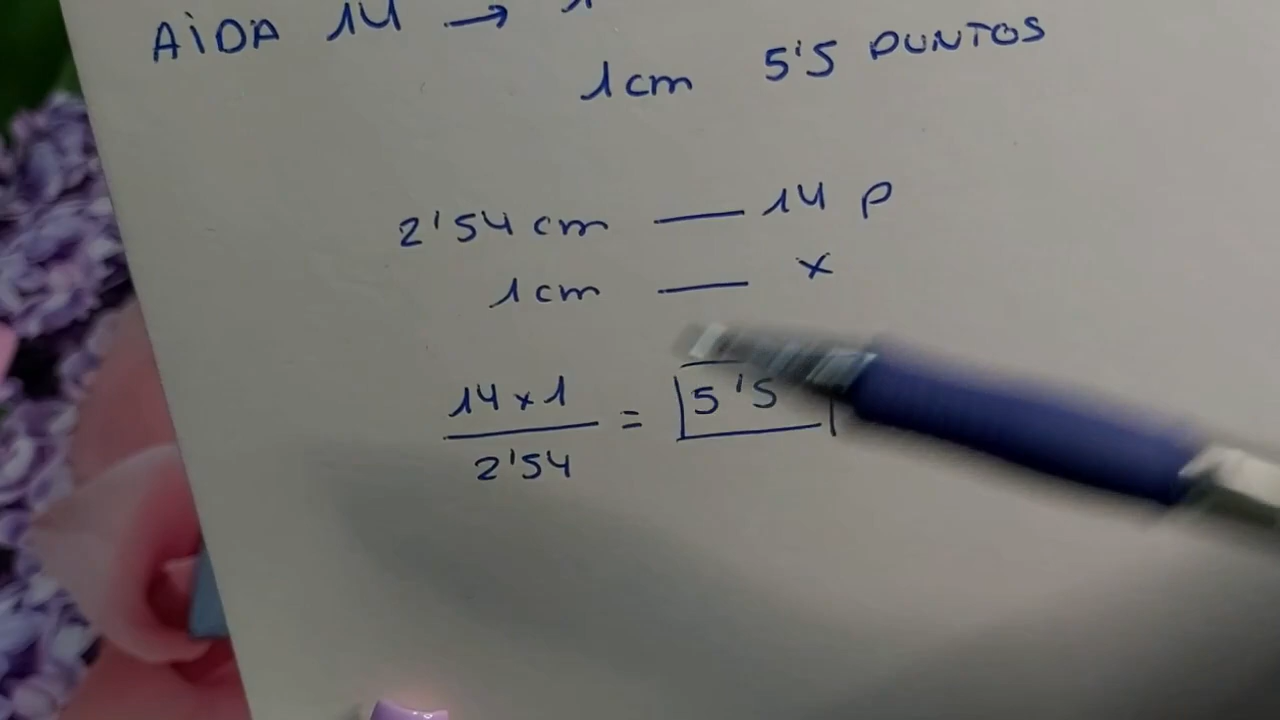 AiDA 14 →
1cm 5'5 PUNTOS
2'54 cm — 14 P
1cm — x
14 x 1
2'54
= 5'5